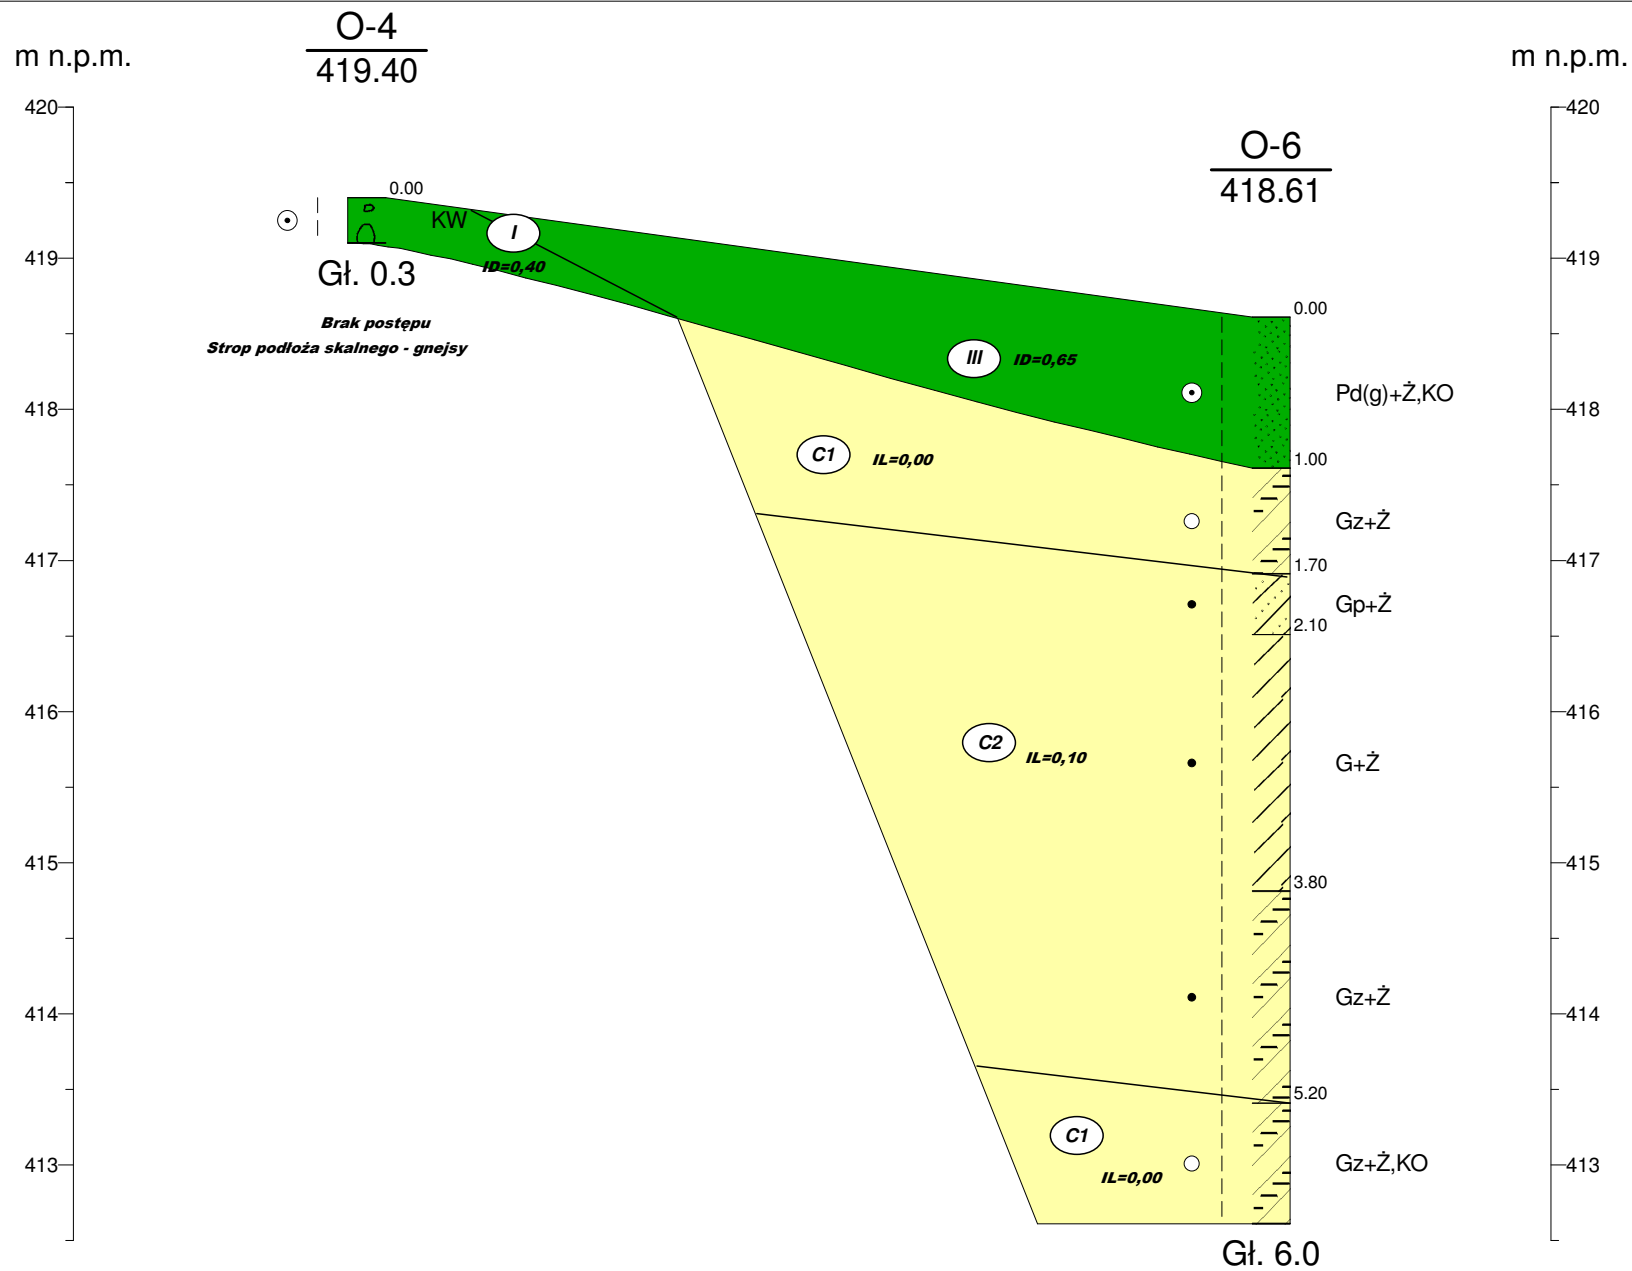 O-4
419.40
m n.p.m.
m n.p.m.
420
420
O-6
418.61
0.00
KW
I
ID=0,40
419
419
Gł. 0.3
Brak postępu
Strop podłoża skalnego - gnejsy
0.00
III
ID=0,65
Pd(g)+Ż,KO
418
418
C1
IL=0,00
1.00
Gz+Ż
417
417
1.70
Gp+Ż
2.10
416
416
C2
IL=0,10
G+Ż
415
415
3.80
Gz+Ż
414
414
5.20
C1
IL=0,00
Gz+Ż,KO
413
413
Gł. 6.0